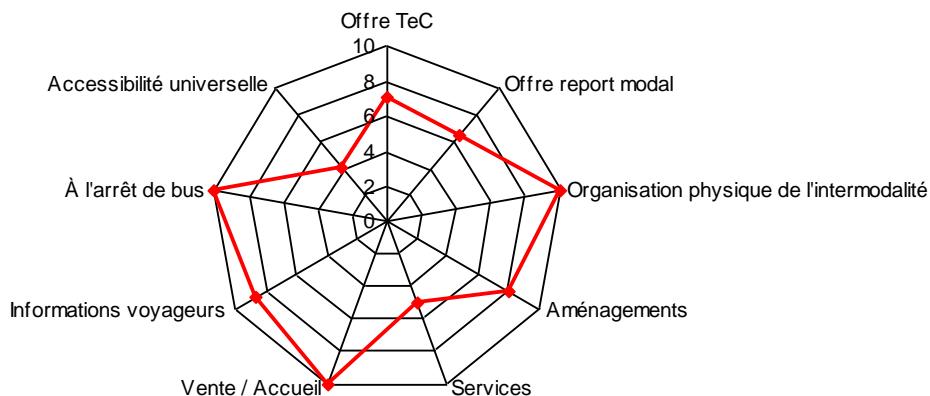 Offre TeC
10
Accessibilité universelle
8
Offre report modal
6
4
À l'arrêt de bus
2
Organisation physique de l'intermodalité
0
Informations voyageurs
Aménagements
Vente / Accueil
Services